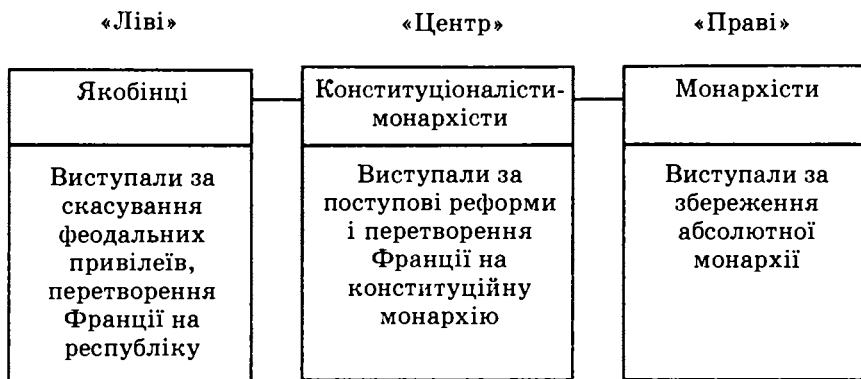 «Ліві»
«Центр»
«Праві»
Якобінці
Конституціоналісти-
монархісти
Монархісти
Виступали за
скасування
феодальних
привілеїв,
перетворення
Франції на
республіку
Виступали за
поступові реформи
і перетворення
Франції на
конституційну
монархію
Виступали за
збереження
абсолютної
монархії